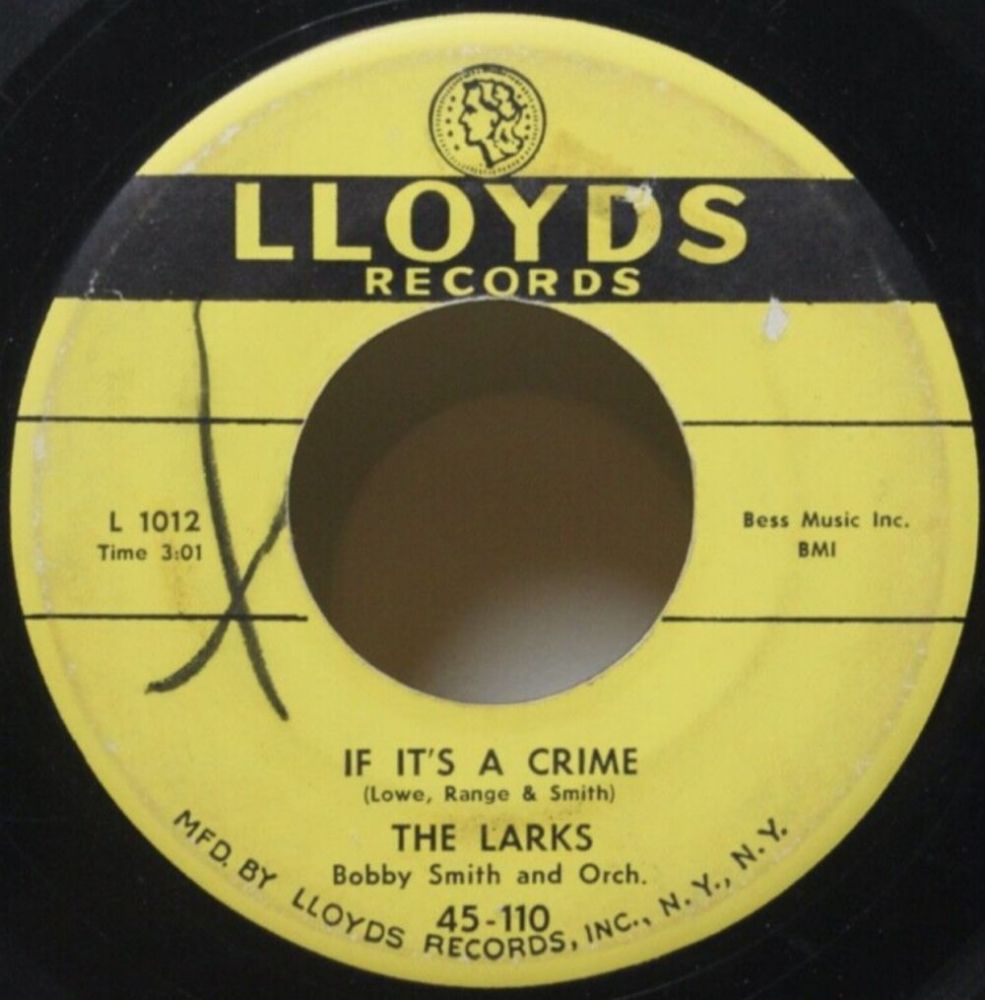 LLOYDS
RECORDS
L 1012
Time 3:01
Bess Music Inc.
BMI
IF IT'S A CRIME
(Lowe, Range & Smith)
THE LARKS
Bobby Smith and Orch.
45-110
MFD. BY LLOYDS RECORDS, INC., N. Y., N. Y.